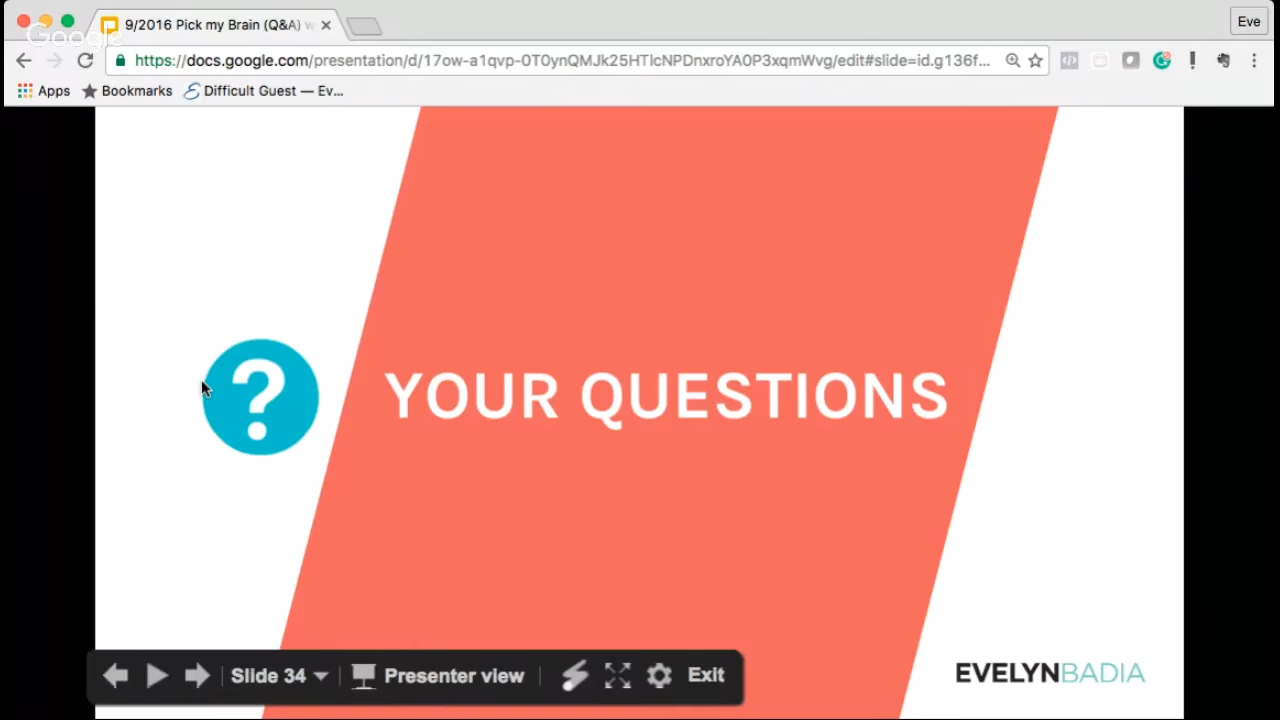 9/2016 Pick my Brain (Q&A) w
Eve
Google
https://docs.google.com/presentation/d/17ow-a1qvp-0T0ynQMJk25HTlcNPDnxroYA0P3xqmWvg/edit#slide=id.g136f...
Apps Bookmarks Difficult Guest — Ev...
? YOUR QUESTIONS
Slide 34 Presenter view Exit
EVELYNBADIA